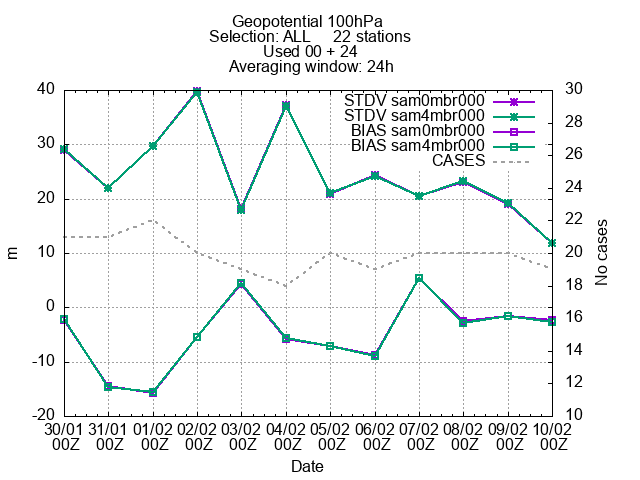 Geopotential 100hPa
Selection: ALL 22 stations
Used 00 + 24
Averaging window: 24h
STDV sam0mbr000
STDV sam4mbr000
BIAS sam0mbr000
BIAS sam4mbr000
CASES
40
30
20
10
0
-10
-20
m
30
28
26
24
22
20
18
16
14
12
10
No cases
30/01 31/01 01/02 02/02 03/02 04/02 05/02 06/02 07/02 08/02 09/02 10/02
00Z 00Z 00Z 00Z 00Z 00Z 00Z 00Z 00Z 00Z 00Z 00Z
Date